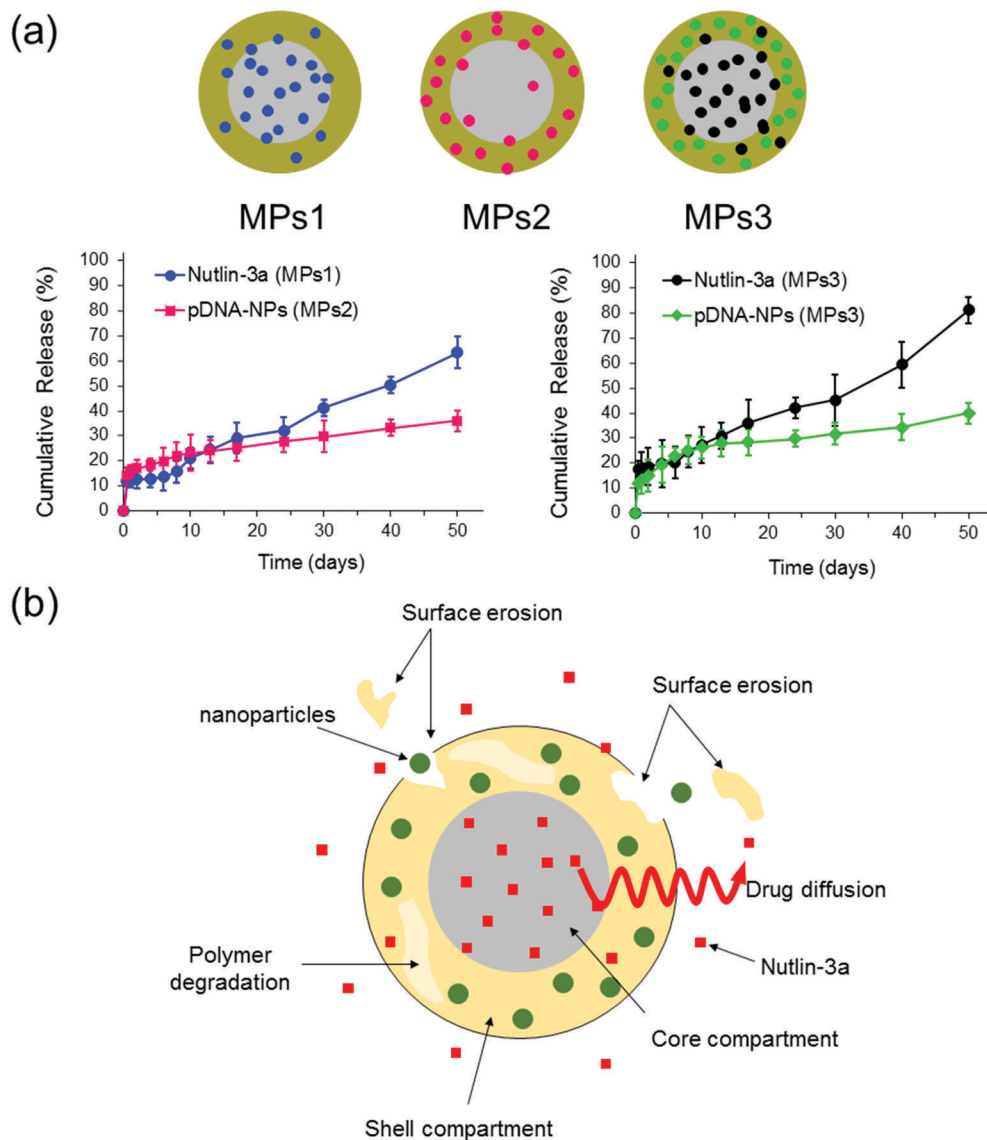 (a)
MPs1
MPs2
MPs3
Cumulative Release (%)
100
90
80
70
60
50
40
30
20
10
0
Nutlin-3a (MPs1)
pDNA-NPs (MPs2)
0
10
20
30
40
50
Time (days)
Cumulative Release (%)
100
90
80
70
60
50
40
30
20
10
0
Nutlin-3a (MPs3)
pDNA-NPs (MPs3)
0
10
20
30
40
50
Time (days)
(b)
Surface erosion
Surface erosion
nanoparticles
Drug diffusion
Polymer
degradation
Nutlin-3a
Core compartment
Shell compartment